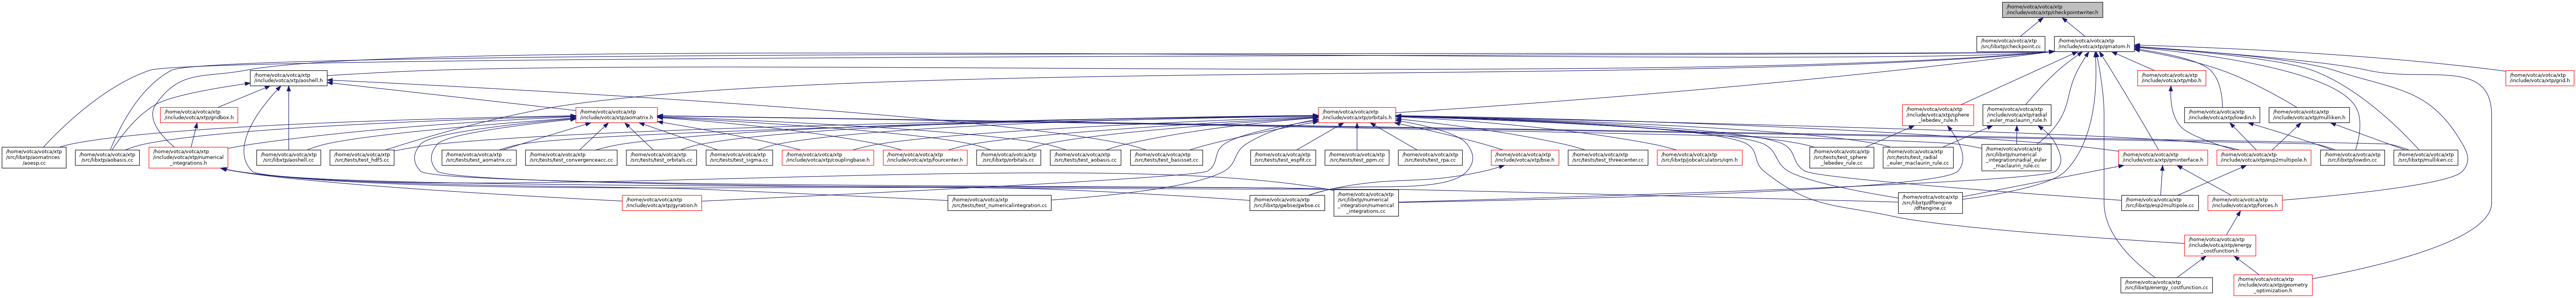 /home/votca/votca/xtp
/include/votca/xtp/checkpointwriter.h
/home/votca/votca/xtp
/src/libxtp/checkpoint.cc
/home/votca/votca/xtp
/include/votca/xtp/qmatom.h
/home/votca/votca/xtp
/include/votca/xtp/aoshell.h
/home/votca/votca/xtp
/include/votca/xtp/nbo.h
/home/votca/votca/xtp
/include/votca/xtp/grid.h
/home/votca/votca/xtp
/include/votca/xtp/gridbox.h
/home/votca/votca/xtp
/include/votca/xtp/aomatrix.h
/home/votca/votca/xtp
/include/votca/xtp/orbitals.h
/home/votca/votca/xtp
/include/votca/xtp/sphere
_lebedev_rule.h
/home/votca/votca/xtp
/include/votca/xtp/radial
_euler_maclaurin_rule.h
/home/votca/votca/xtp
/include/votca/xtp/lowdin.h
/home/votca/votca/xtp
/include/votca/xtp/mulliken.h
/home/votca/votca/xtp
/src/libxtp/aomatrices
/aoesp.cc
/home/votca/votca/xtp
/src/libxtp/aobasis.cc
/home/votca/votca/xtp
/include/votca/xtp/numerical
_integrations.h
/home/votca/votca/xtp
/src/libxtp/aoshell.cc
/home/votca/votca/xtp
/src/tests/test_hdf5.cc
/home/votca/votca/xtp
/src/tests/test_aomatrix.cc
/home/votca/votca/xtp
/src/tests/test_convergenceacc.cc
/home/votca/votca/xtp
/src/tests/test_orbitals.cc
/home/votca/votca/xtp
/src/tests/test_sigma.cc
/home/votca/votca/xtp
/include/votca/xtp/couplingbase.h
/home/votca/votca/xtp
/include/votca/xtp/fourcenter.h
/home/votca/votca/xtp
/src/libxtp/orbitals.cc
/home/votca/votca/xtp
/src/tests/test_aobasis.cc
/home/votca/votca/xtp
/src/tests/test_basisset.cc
/home/votca/votca/xtp
/src/tests/test_espfit.cc
/home/votca/votca/xtp
/src/tests/test_ppm.cc
/home/votca/votca/xtp
/src/tests/test_rpa.cc
/home/votca/votca/xtp
/include/votca/xtp/bse.h
/home/votca/votca/xtp
/src/tests/test_threecenter.cc
/home/votca/votca/xtp
/src/libxtp/jobcalculators/iqm.h
/home/votca/votca/xtp
/src/tests/test_sphere
_lebedev_rule.cc
/home/votca/votca/xtp
/src/tests/test_radial
_euler_maclaurin_rule.cc
/home/votca/votca/xtp
/src/libxtp/numerical
_integration/radial_euler
_maclaurin_rule.cc
/home/votca/votca/xtp
/include/votca/xtp/qminterface.h
/home/votca/votca/xtp
/include/votca/xtp/esp2multipole.h
/home/votca/votca/xtp
/src/libxtp/lowdin.cc
/home/votca/votca/xtp
/src/libxtp/mulliken.cc
/home/votca/votca/xtp
/include/votca/xtp/gyration.h
/home/votca/votca/xtp
/src/tests/test_numericalintegration.cc
/home/votca/votca/xtp
/src/libxtp/gwbse/gwbse.cc
/home/votca/votca/xtp
/src/libxtp/numerical
_integration/numerical
_integrations.cc
/home/votca/votca/xtp
/src/libxtp/dftengine
/dftengine.cc
/home/votca/votca/xtp
/src/libxtp/esp2multipole.cc
/home/votca/votca/xtp
/include/votca/xtp/forces.h
/home/votca/votca/xtp
/include/votca/xtp/energy
_costfunction.h
/home/votca/votca/xtp
/src/libxtp/energy_costfunction.cc
/home/votca/votca/xtp
/include/votca/xtp/geometry
_optimization.h